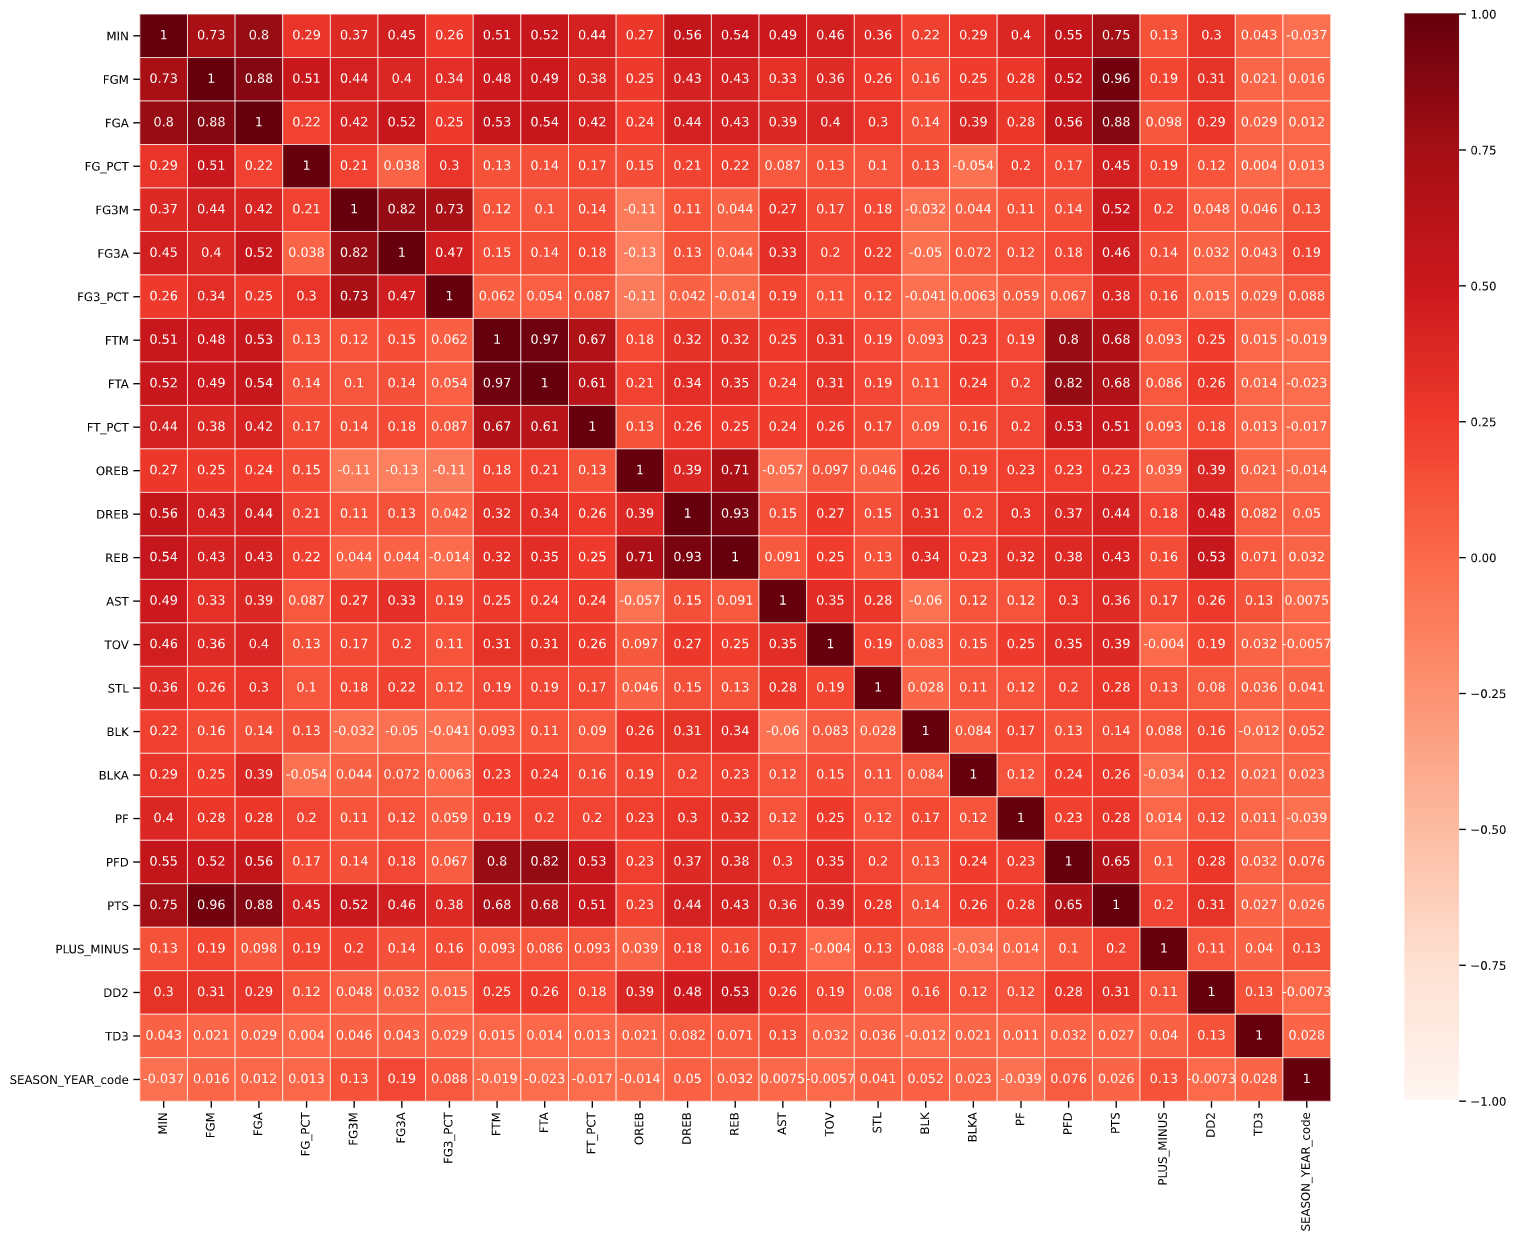 MIN 1 0.73 0.8 0.29 0.37 0.45 0.26 0.51 0.52 0.44 0.27 0.56 0.54 0.49 0.46 0.36 0.22 0.29 0.4 0.55 0.75 0.13 0.3 0.043 -0.037
FGM 0.73 1 0.88 0.51 0.44 0.4 0.34 0.48 0.49 0.38 0.25 0.43 0.43 0.33 0.36 0.26 0.16 0.25 0.28 0.52 0.96 0.19 0.31 0.021 0.016
FGA 0.8 0.88 1 0.22 0.42 0.52 0.25 0.53 0.54 0.42 0.24 0.44 0.43 0.39 0.4 0.3 0.14 0.39 0.28 0.56 0.88 0.098 0.29 0.029 0.012
FG_PCT 0.29 0.51 0.22 1 0.21 0.038 0.3 0.13 0.14 0.17 0.15 0.21 0.22 0.087 0.13 0.1 0.13 -0.054 0.2 0.17 0.45 0.19 0.12 0.004 0.013
FG3M 0.37 0.44 0.42 0.21 1 0.82 0.73 0.12 0.1 0.14 -0.11 0.11 0.044 0.27 0.17 0.18 -0.032 0.044 0.11 0.14 0.52 0.2 0.048 0.046 0.13
FG3A 0.45 0.4 0.52 0.038 0.82 1 0.47 0.15 0.14 0.18 -0.13 0.13 0.044 0.33 0.2 0.22 -0.05 0.072 0.12 0.18 0.46 0.14 0.032 0.043 0.19
FG3_PCT 0.26 0.34 0.25 0.3 0.73 0.47 1 0.062 0.054 0.087 -0.11 0.042 -0.014 0.19 0.11 0.12 -0.041 0.0063 0.059 0.067 0.38 0.16 0.015 0.029 0.088
FTM 0.51 0.48 0.53 0.13 0.12 0.15 0.062 1 0.97 0.67 0.18 0.32 0.32 0.25 0.31 0.19 0.093 0.23 0.19 0.8 0.68 0.093 0.25 0.015 -0.019
FTA 0.52 0.49 0.54 0.14 0.1 0.14 0.054 0.97 1 0.61 0.21 0.34 0.35 0.24 0.31 0.19 0.11 0.24 0.2 0.82 0.68 0.086 0.26 0.014 -0.023
FT_PCT 0.44 0.38 0.42 0.17 0.14 0.18 0.087 0.67 0.61 1 0.13 0.26 0.25 0.24 0.26 0.17 0.09 0.16 0.2 0.53 0.51 0.093 0.18 0.013 -0.017
OREB 0.27 0.25 0.24 0.15 -0.11 -0.13 -0.11 0.18 0.21 0.13 1 0.39 0.71 -0.057 0.097 0.046 0.26 0.19 0.23 0.23 0.23 0.039 0.39 0.021 -0.014
DREB 0.56 0.43 0.44 0.21 0.11 0.13 0.042 0.32 0.34 0.26 0.39 1 0.93 0.15 0.27 0.15 0.31 0.2 0.3 0.37 0.44 0.18 0.48 0.082 0.05
REB 0.54 0.43 0.43 0.22 0.044 0.044 -0.014 0.32 0.35 0.25 0.71 0.93 1 0.091 0.25 0.13 0.34 0.23 0.32 0.38 0.43 0.16 0.53 0.071 0.032
AST 0.49 0.33 0.39 0.087 0.27 0.33 0.19 0.25 0.24 0.24 -0.057 0.15 0.091 1 0.35 0.28 -0.06 0.12 0.12 0.3 0.36 0.17 0.26 0.13 0.0075
TOV 0.46 0.36 0.4 0.13 0.17 0.2 0.11 0.31 0.31 0.26 0.097 0.27 0.25 0.35 1 0.19 0.083 0.15 0.25 0.35 0.39 -0.004 0.19 0.032 -0.0057
STL 0.36 0.26 0.3 0.1 0.18 0.22 0.12 0.19 0.19 0.17 0.046 0.15 0.13 0.28 0.19 1 0.028 0.11 0.12 0.2 0.28 0.13 0.08 0.036 0.041
BLK 0.22 0.16 0.14 0.13 -0.032 -0.05 -0.041 0.093 0.11 0.09 0.26 0.31 0.34 -0.06 0.083 0.028 1 0.084 0.17 0.13 0.14 0.088 0.16 -0.012 0.052
BLKA 0.29 0.25 0.39 -0.054 0.044 0.072 0.0063 0.23 0.24 0.16 0.19 0.2 0.23 0.12 0.15 0.11 0.084 1 0.12 0.24 0.26 -0.034 0.12 0.021 0.023
PF 0.4 0.28 0.28 0.2 0.11 0.12 0.059 0.19 0.2 0.2 0.23 0.3 0.32 0.12 0.25 0.12 0.17 0.12 1 0.23 0.28 0.014 0.12 0.011 -0.039
PFD 0.55 0.52 0.56 0.17 0.14 0.18 0.067 0.8 0.82 0.53 0.23 0.37 0.38 0.3 0.35 0.2 0.13 0.24 0.23 1 0.65 0.1 0.28 0.032 0.076
PTS 0.75 0.96 0.88 0.45 0.52 0.46 0.38 0.68 0.68 0.51 0.23 0.44 0.43 0.36 0.39 0.28 0.14 0.26 0.28 0.65 1 0.2 0.31 0.027 0.026
PLUS_MINUS 0.13 0.19 0.098 0.19 0.2 0.14 0.16 0.093 0.086 0.093 0.039 0.18 0.16 0.17 -0.004 0.13 0.088 -0.034 0.014 0.1 0.2 1 0.11 0.04 0.13
DD2 0.3 0.31 0.29 0.12 0.048 0.032 0.015 0.25 0.26 0.18 0.39 0.48 0.53 0.26 0.19 0.08 0.16 0.12 0.12 0.28 0.31 0.11 1 0.13 -0.0073
TD3 0.043 0.021 0.029 0.004 0.046 0.043 0.029 0.015 0.014 0.013 0.021 0.082 0.071 0.13 0.032 0.036 -0.012 0.021 0.011 0.032 0.027 0.04 0.13 1 0.028
SEASON_YEAR_code -0.037 0.016 0.012 0.013 0.13 0.19 0.088 -0.019 -0.023 -0.017 -0.014 0.05 0.032 0.0075 -0.0057 0.041 0.052 0.023 -0.039 0.076 0.026 0.13 -0.0073 0.028 1
MIN FGM FGA FG_PCT FG3M FG3A FG3_PCT FTM FTA FT_PCT OREB DREB REB AST TOV STL BLK BLKA PF PFD PTS PLUS_MINUS DD2 TD3 SEASON_YEAR_code
1.00
0.75
0.50
0.25
0.00
−0.25
−0.50
−0.75
−1.00